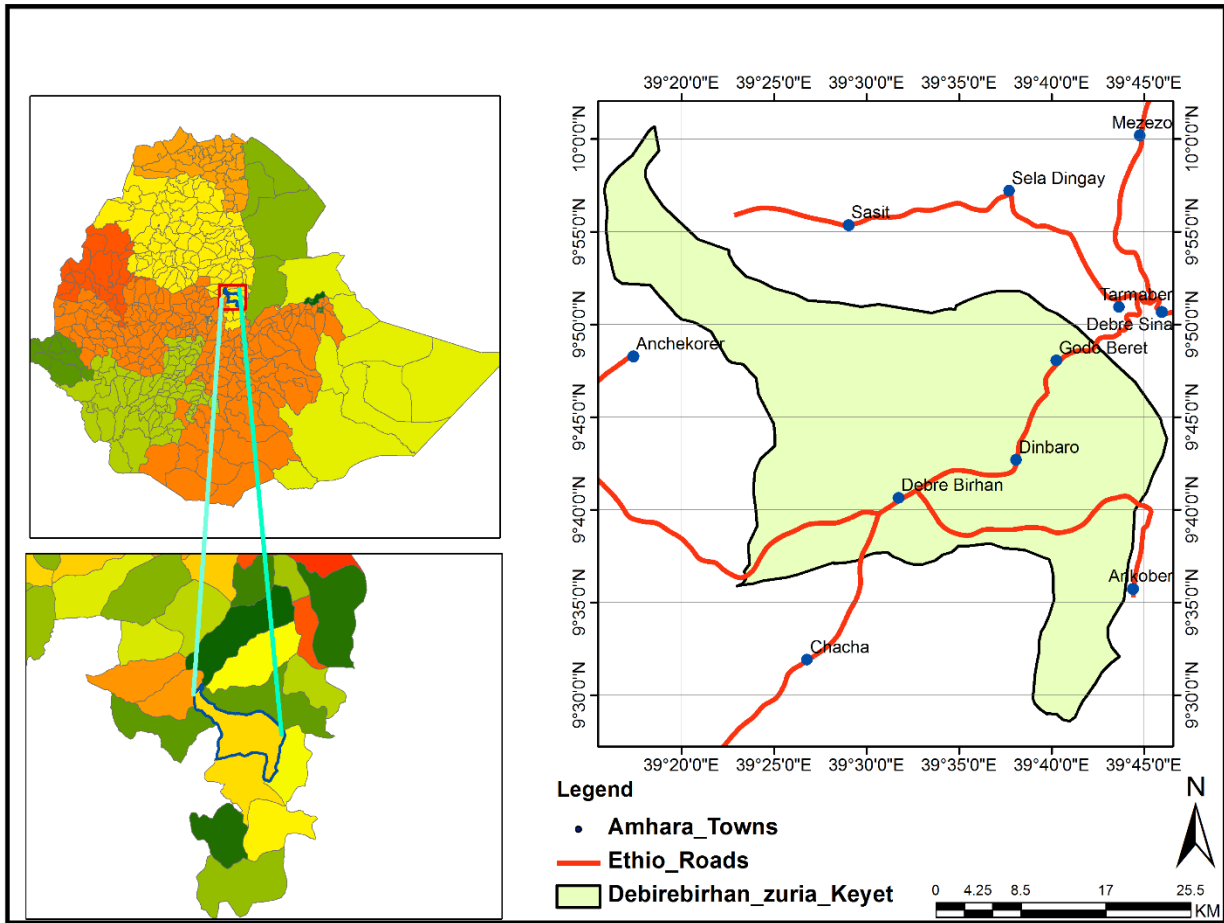 39°20'0"E 39°25'0"E 39°30'0"E 39°35'0"E 39°40'0"E 39°45'0"E
10°0'0"N 10°0'0"N
Mezezo
Sela Dingay
Sasit
9°55'0"N 9°55'0"N
Tarmaber
Debre Sina
9°50'0"N 9°50'0"N
Anchekorer
Godo Beret
9°45'0"N 9°45'0"N
Dinbaro
Debre Birhan
9°40'0"N 9°40'0"N
Ankober
9°35'0"N 9°35'0"N
Chacha
9°30'0"N 9°30'0"N
39°20'0"E 39°25'0"E 39°30'0"E 39°35'0"E 39°40'0"E 39°45'0"E
Legend
Amhara_Towns
Ethio_Roads
Debirebirhan_zuria_Keyet
N
0 4.25 8.5 17 25.5
KM